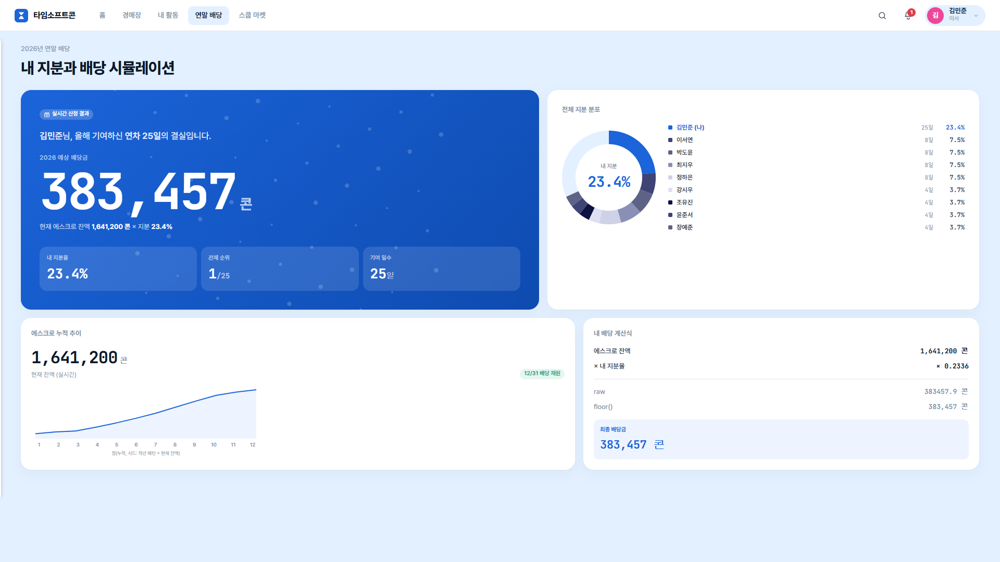 타임소프트콘
홈
경매장
내 활동
연말 배당
스쿱 마켓
1
김
김민준
이사
2026년 연말 배당
내 지분과 배당 시뮬레이션
실시간 산정 결과
김민준님, 올해 기여하신 연차 25일의 결실입니다.
2026 예상 배당금
383,457 콘
현재 에스크로 잔액 1,641,200 콘 × 지분 23.4%
내 지분율
23.4%
전체 순위
1/25
기여 일수
25일
전체 지분 분포
내 지분
23.4%
김민준 (나) 25일 23.4%
이서연 8일 7.5%
박도윤 8일 7.5%
최지우 8일 7.5%
정하은 8일 7.5%
강시우 4일 3.7%
조유진 4일 3.7%
윤준서 4일 3.7%
장예준 4일 3.7%
에스크로 누적 추이
1,641,200 콘
현재 잔액 (실시간)
12/31 배당 재원
1 2 3 4 5 6 7 8 9 10 11 12
월(누적, 시드: 작년 패턴 × 현재 잔액)
내 배당 계산식
에스크로 잔액 1,641,200 콘
× 내 지분율 × 0.2336
raw 383457.9 콘
floor() 383,457 콘
최종 배당금
383,457 콘